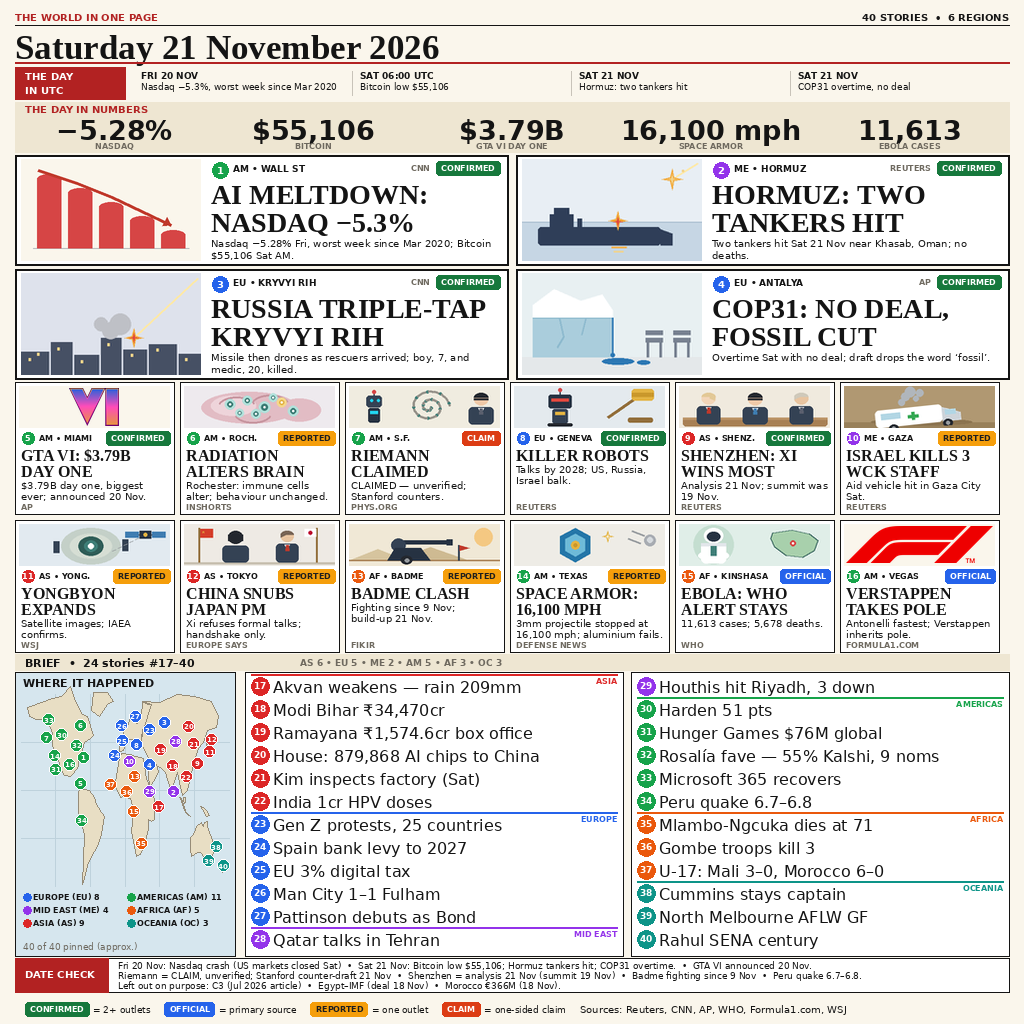 THE WORLD IN ONE PAGE
40 STORIES • 6 REGIONS
Saturday 21 November 2026
THE DAY
IN UTC
FRI 20 NOV
Nasdaq −5.3%, worst week since Mar 2020
SAT 06:00 UTC
Bitcoin low $55,106
SAT 21 NOV
Hormuz: two tankers hit
SAT 21 NOV
COP31 overtime, no deal
THE DAY IN NUMBERS
−5.28%
NASDAQ
$55,106
BITCOIN
$3.79B
GTA VI DAY ONE
16,100 mph
SPACE ARMOR
11,613
EBOLA CASES
1 AM • WALL ST CNN CONFIRMED
AI MELTDOWN:
NASDAQ −5.3%
Nasdaq −5.28% Fri, worst week since Mar 2020; Bitcoin
$55,106 Sat AM.
2 ME • HORMUZ REUTERS CONFIRMED
HORMUZ: TWO
TANKERS HIT
Two tankers hit Sat 21 Nov near Khasab, Oman; no
deaths.
3 EU • KRYVYI RIH CNN CONFIRMED
RUSSIA TRIPLE-TAP
KRYVYI RIH
Missile then drones as rescuers arrived; boy, 7, and
medic, 20, killed.
4 EU • ANTALYA AP CONFIRMED
COP31: NO DEAL,
FOSSIL CUT
Overtime Sat with no deal; draft drops the word ‘fossil’.
VI
5 AM • MIAMI CONFIRMED
GTA VI: $3.79B
DAY ONE
$3.79B day one, biggest
ever; announced 20 Nov.
AP
6 AM • ROCH. REPORTED
RADIATION
ALTERS BRAIN
Rochester: immune cells
alter; behaviour unchanged.
INSHORTS
7 AM • S.F. CLAIM
RIEMANN
CLAIMED
CLAIMED — unverified;
Stanford counters.
PHYS.ORG
8 EU • GENEVA CONFIRMED
KILLER ROBOTS
Talks by 2028; US, Russia,
Israel balk.
REUTERS
9 AS • SHENZ. CONFIRMED
SHENZHEN: XI
WINS MOST
Analysis 21 Nov; summit was
19 Nov.
REUTERS
10 ME • GAZA REPORTED
ISRAEL KILLS 3
WCK STAFF
Aid vehicle hit in Gaza City
Sat.
REUTERS
11 AS • YONG. REPORTED
YONGBYON
EXPANDS
Satellite images; IAEA
confirms.
WSJ
12 AS • TOKYO REPORTED
CHINA SNUBS
JAPAN PM
Xi refuses formal talks;
handshake only.
EUROPE SAYS
13 AF • BADME REPORTED
BADME CLASH
Fighting since 9 Nov;
build-up 21 Nov.
FIKIR
14 AM • TEXAS REPORTED
SPACE ARMOR:
16,100 MPH
3mm projectile stopped at
16,100 mph; aluminium fails.
DEFENSE NEWS
15 AF • KINSHASA OFFICIAL
EBOLA: WHO
ALERT STAYS
11,613 cases; 5,678 deaths.
WHO
F1 TM
16 AM • VEGAS OFFICIAL
VERSTAPPEN
TAKES POLE
Antonelli fastest; Verstappen
inherits pole.
FORMULA1.COM
BRIEF • 24 stories #17–40
AS 6 • EU 5 • ME 2 • AM 5 • AF 3 • OC 3
WHERE IT HAPPENED
EUROPE (EU) 8
AMERICAS (AM) 11
MID EAST (ME) 4
AFRICA (AF) 5
ASIA (AS) 9
OCEANIA (OC) 3
40 of 40 pinned (approx.)
ASIA
17 Akvan weakens — rain 209mm
18 Modi Bihar ₹34,470cr
19 Ramayana ₹1,574.6cr box office
20 House: 879,868 AI chips to China
21 Kim inspects factory (Sat)
22 India 1cr HPV doses
EUROPE
23 Gen Z protests, 25 countries
24 Spain bank levy to 2027
25 EU 3% digital tax
26 Man City 1–1 Fulham
27 Pattinson debuts as Bond
MID EAST
28 Qatar talks in Tehran
29 Houthis hit Riyadh, 3 down
AMERICAS
30 Harden 51 pts
31 Hunger Games $76M global
32 Rosalía fave — 55% Kalshi, 9 noms
33 Microsoft 365 recovers
34 Peru quake 6.7–6.8
AFRICA
35 Mlambo-Ngcuka dies at 71
36 Gombe troops kill 3
37 U-17: Mali 3–0, Morocco 6–0
OCEANIA
38 Cummins stays captain
39 North Melbourne AFLW GF
40 Rahul SENA century
DATE CHECK
Fri 20 Nov: Nasdaq crash (US markets closed Sat) • Sat 21 Nov: Bitcoin low $55,106; Hormuz tankers hit; COP31 overtime. • GTA VI announced 20 Nov.
Riemann = CLAIM, unverified; Stanford counter-draft 21 Nov • Shenzhen = analysis 21 Nov (summit 19 Nov) • Badme fighting since 9 Nov • Peru quake 6.7–6.8.
Left out on purpose: C3 (Jul 2026 article) • Egypt–IMF (deal 18 Nov) • Morocco €366M (18 Nov).
CONFIRMED = 2+ outlets OFFICIAL = primary source REPORTED = one outlet CLAIM = one-sided claim Sources: Reuters, CNN, AP, WHO, Formula1.com, WSJ